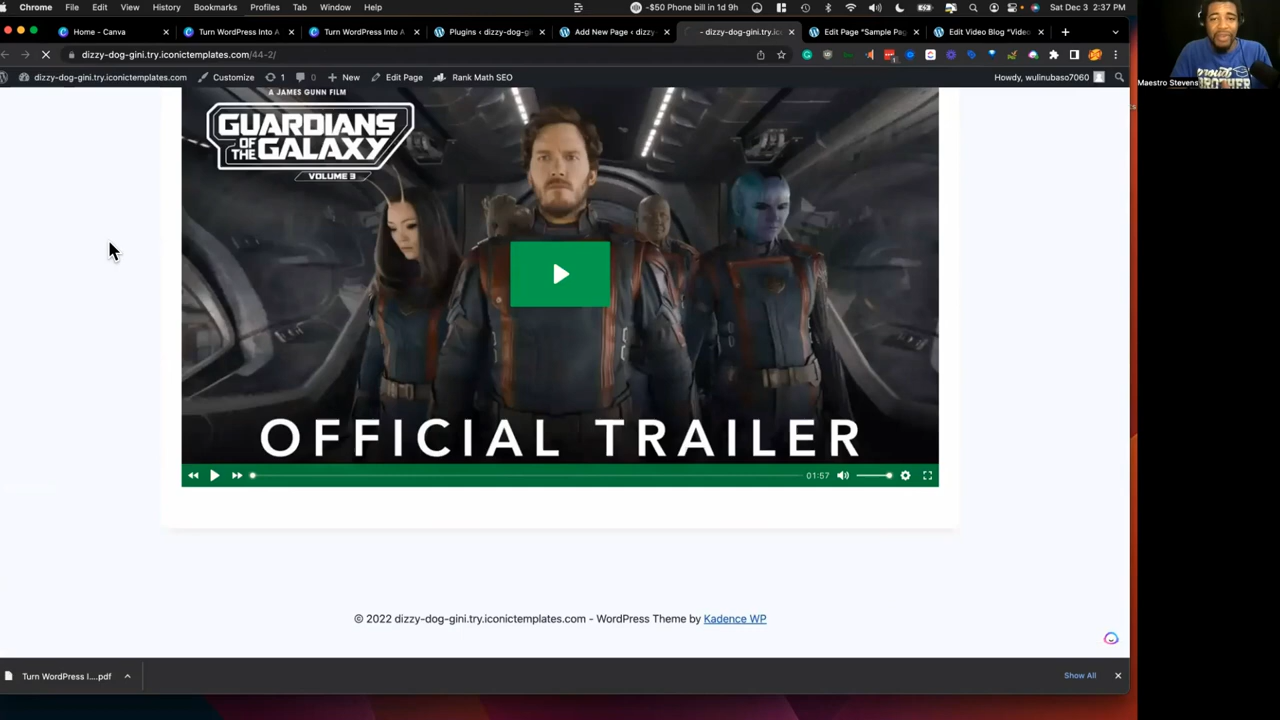 Chrome File Edit View History Bookmarks Profiles Tab Window Help -$50 Phone bill in 1d 9h Sat Dec 3 2:37 PM
Home - Canva Turn WordPress Into A Turn WordPress Into A Plugins < dizzy-dog-gi Add New Page < dizzy - dizzy-dog-gini.try.ic Edit Page "Sample Pag Edit Video Blog "Video
dizzy-dog-gini.try.iconictemplates.com/44-2/
dizzy-dog-gini.try.iconictemplates.com Customize 1 0 New Edit Page Rank Math SEO Howdy, wulinubaso7060
Maestro Stevens
PROUD
BROTHER
A JAMES GUNN FILM
GUARDIANS
OF THE GALAXY
VOLUME 3
OFFICIAL TRAILER
01:57
© 2022 dizzy-dog-gini.try.iconictemplates.com - WordPress Theme by Kadence WP
Turn WordPress I....pdf Show All